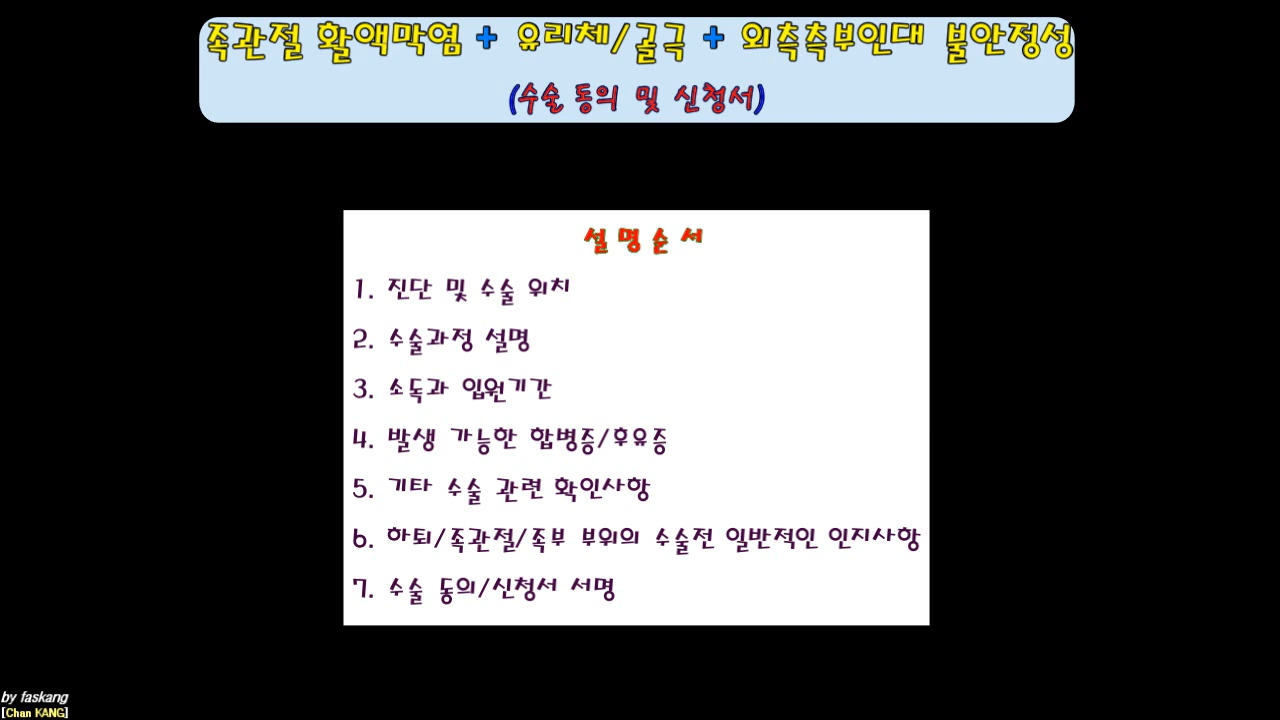 족관절 활액막염 + 유리체/골극 + 외측측부인대 불안정성
(수술 동의 및 신청서)
설명순서
1. 진단 및 수술 위치
2. 수술과정 설명
3. 소독과 입원기간
4. 발생 가능한 합병증/후유증
5. 기타 수술 관련 확인사항
6. 하퇴/족관절/족부 부위의 수술전 일반적인 인지사항
7. 수술 동의/신청서 서명
by faskang
[Chan KANG]